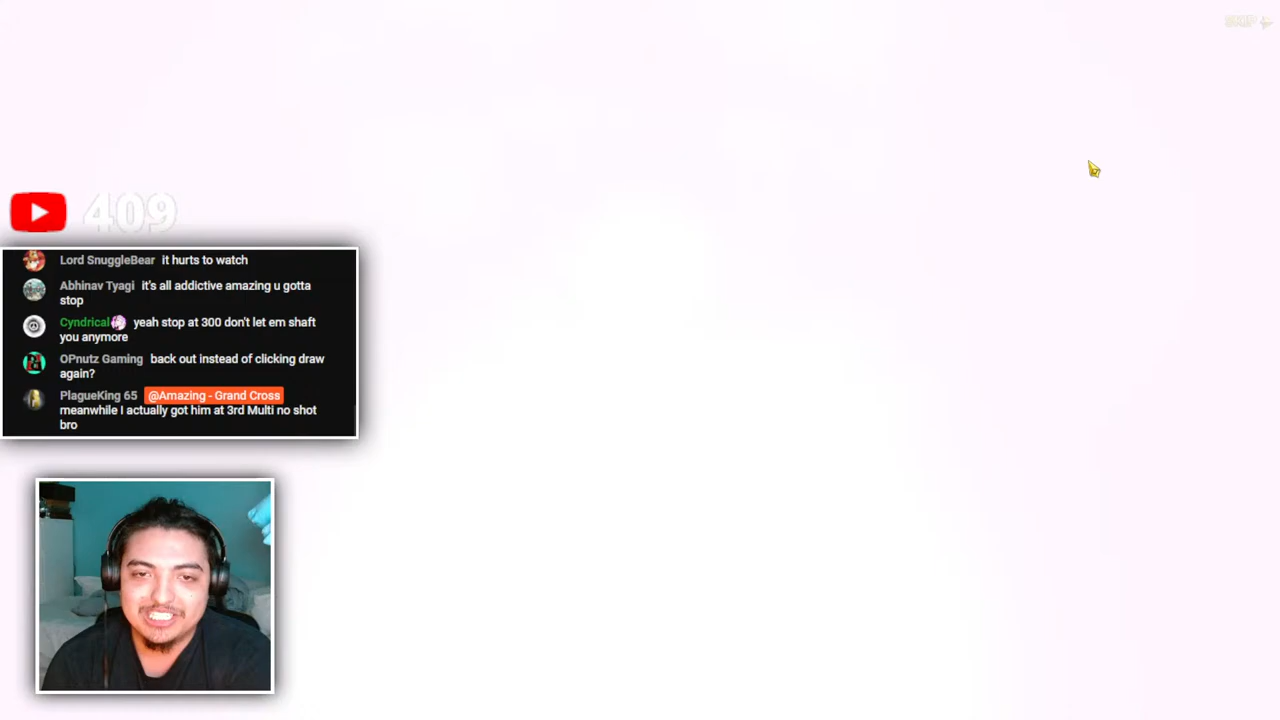 SKIP
409
Lord SnuggleBear it hurts to watch
Abhinav Tyagi it's all addictive amazing u gotta
stop
Cyndrical yeah stop at 300 don't let em shaft
you anymore
OPnutz Gaming back out instead of clicking draw
again?
PlagueKing 65 @Amazing - Grand Cross
meanwhile I actually got him at 3rd Multi no shot
bro